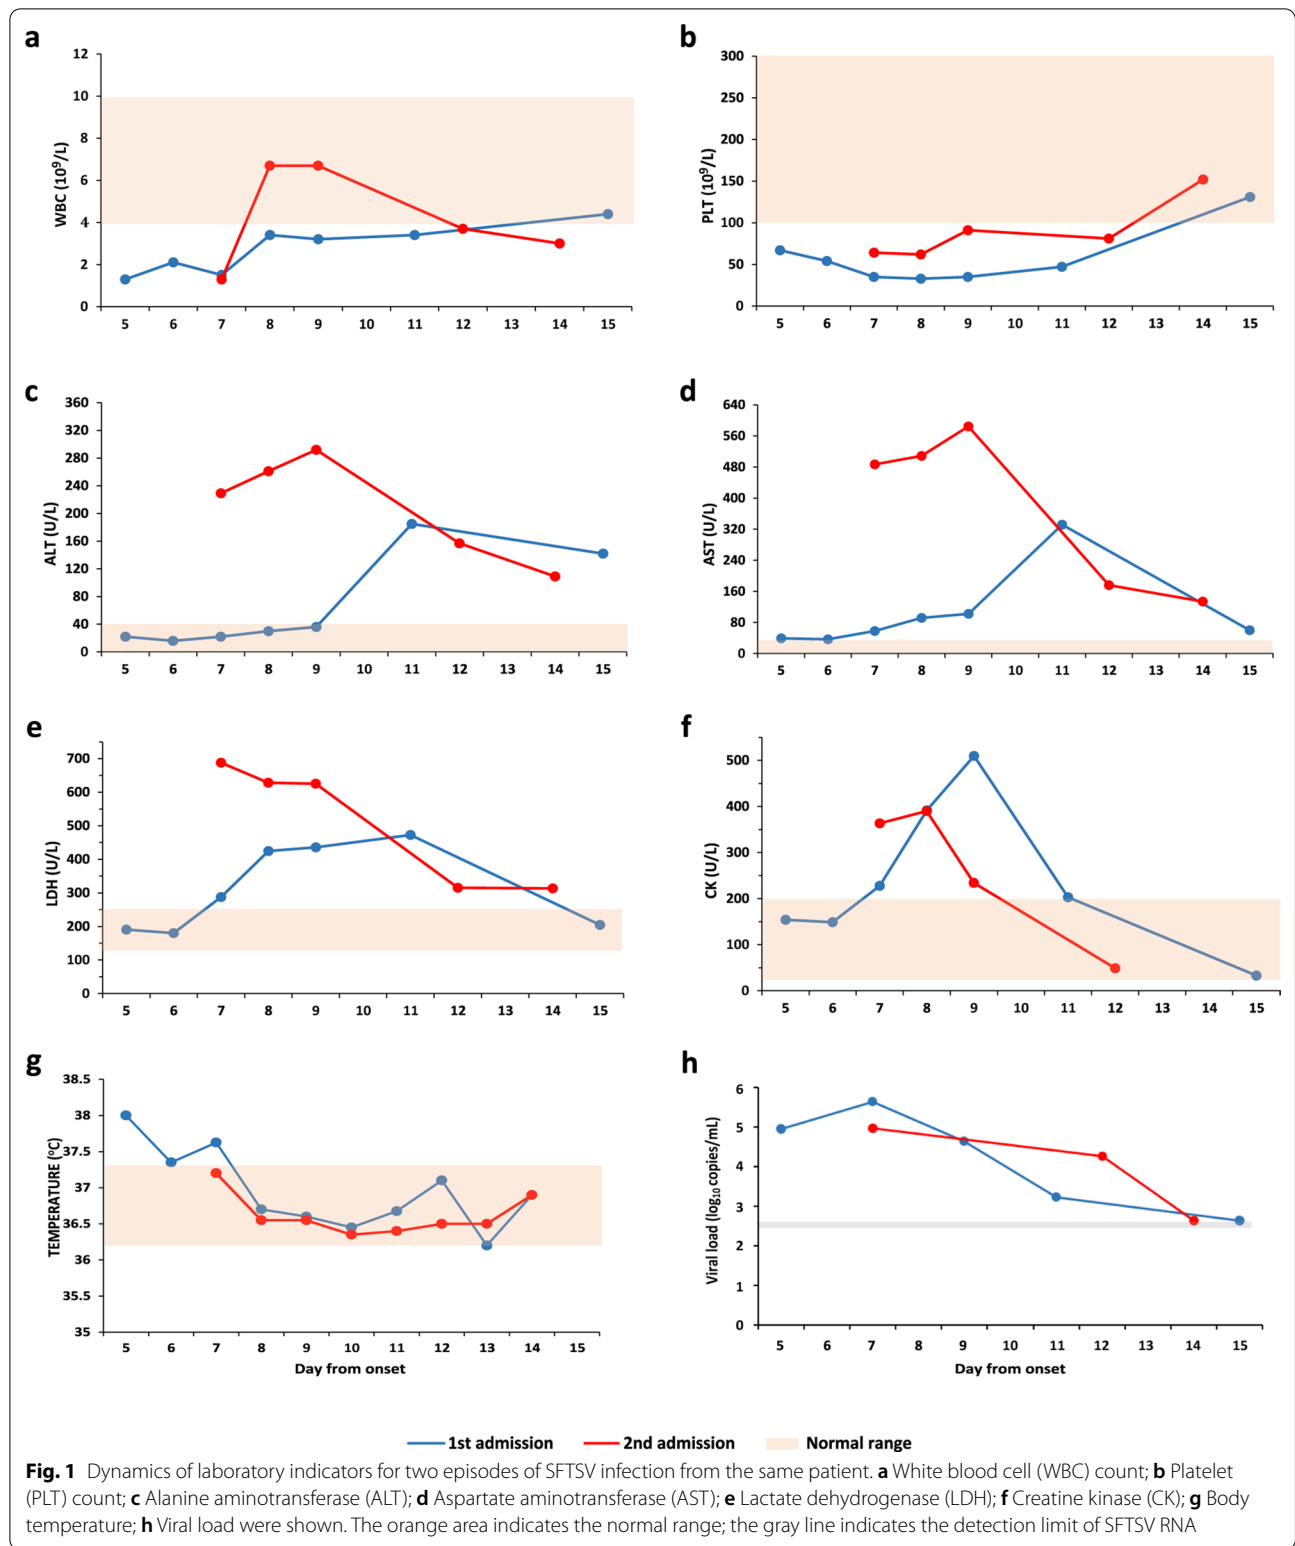 a
12
10
8
6
4
2
0
WBC (10⁹/L)
5 6 7 8 9 10 11 12 13 14 15
b
300
250
200
150
100
50
0
PLT (10⁹/L)
5 6 7 8 9 10 11 12 13 14 15
c
360
320
280
240
200
160
120
80
40
0
ALT (U/L)
5 6 7 8 9 10 11 12 13 14 15
d
640
560
480
400
320
240
160
80
0
AST (U/L)
5 6 7 8 9 10 11 12 13 14 15
e
700
600
500
400
300
200
100
0
LDH (U/L)
5 6 7 8 9 10 11 12 13 14 15
f
500
400
300
200
100
0
CK (U/L)
5 6 7 8 9 10 11 12 13 14 15
g
38.5
38
37.5
37
36.5
36
35.5
35
TEMPERATURE (°C)
5 6 7 8 9 10 11 12 13 14 15
Day from onset
h
6
5
4
3
2
1
0
Viral load (log₁₀ copies/mL)
5 6 7 8 9 10 11 12 13 14 15
Day from onset
1st admission 2nd admission Normal range
Fig. 1 Dynamics of laboratory indicators for two episodes of SFTSV infection from the same patient. a White blood cell (WBC) count; b Platelet
(PLT) count; c Alanine aminotransferase (ALT); d Aspartate aminotransferase (AST); e Lactate dehydrogenase (LDH); f Creatine kinase (CK); g Body
temperature; h Viral load were shown. The orange area indicates the normal range; the gray line indicates the detection limit of SFTSV RNA